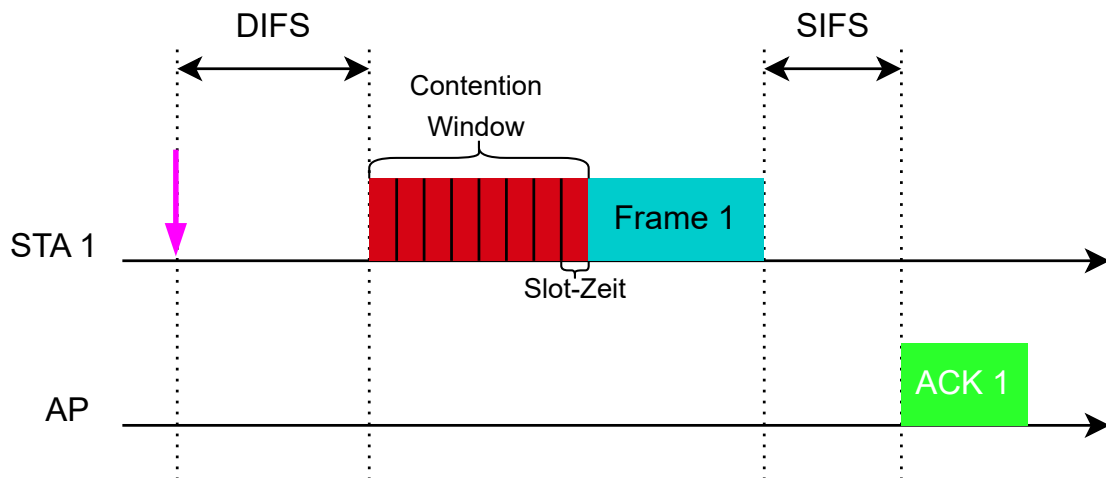 DIFS
SIFS
Contention
Window
STA 1
Frame 1
Slot-Zeit
AP
ACK 1